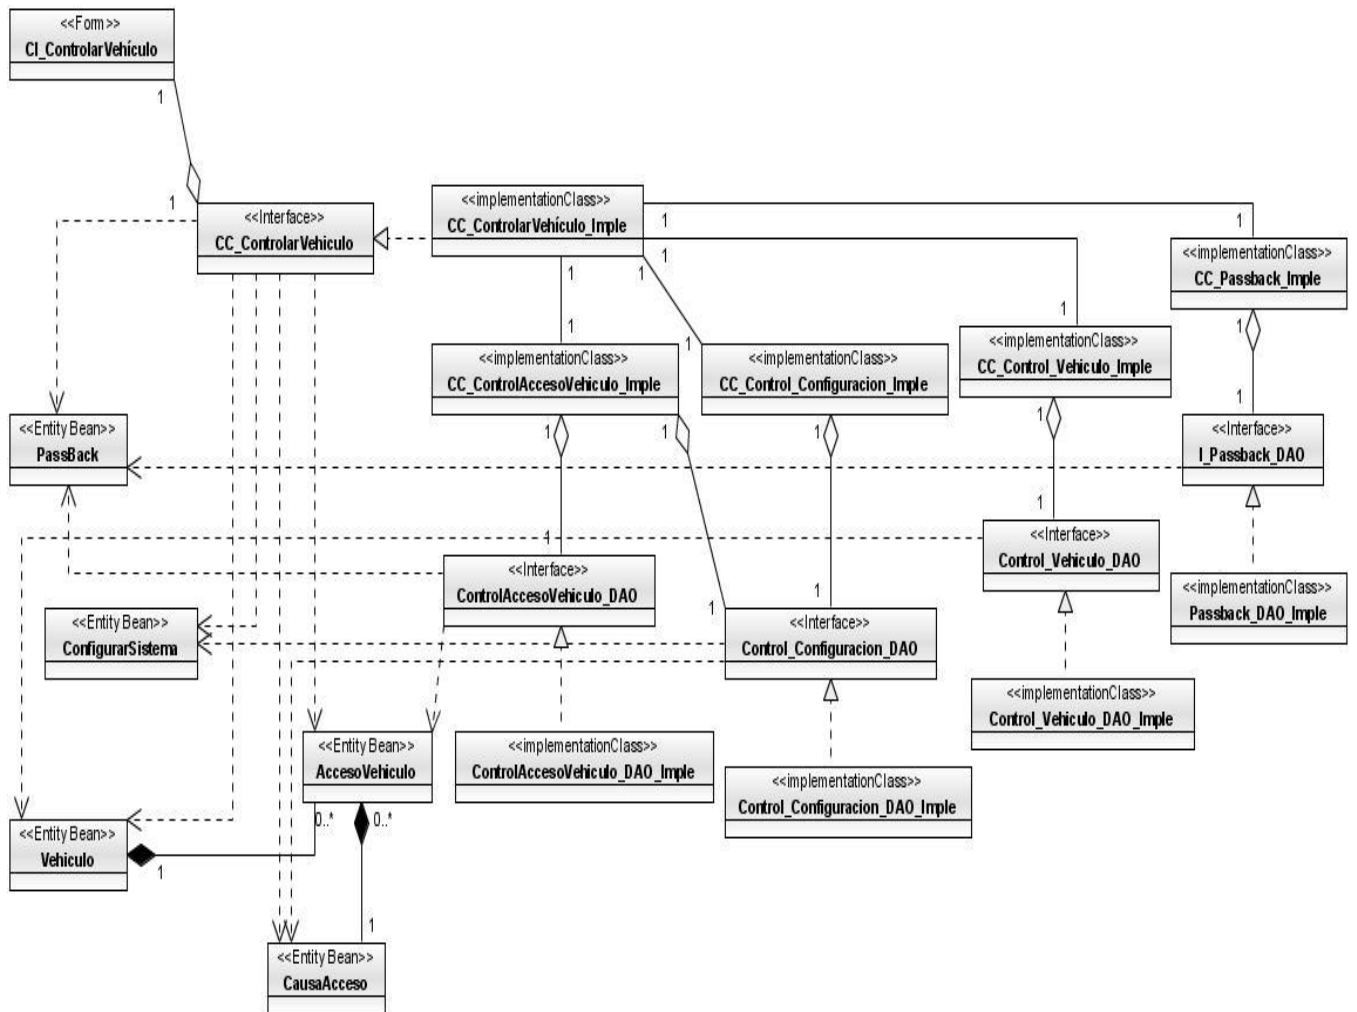 <<Form>>
CI_ControlarVehículo
1
1
<<Interface>>
CC_ControlarVehiculo
<<implementationClass>>
CC_ControlarVehículo_Imple
1
1
1
1
1
<<implementationClass>>
CC_Passback_Imple
1
1
1
1
<<implementationClass>>
CC_ControlAccesoVehiculo_Imple
<<implementationClass>>
CC_Control_Configuracion_Imple
<<implementationClass>>
CC_Control_Vehiculo_Imple
1
1
1
1
1
<<Entity Bean>>
PassBack
<<Interface>>
I_Passback_DAO
1
1
<<Interface>>
Control_Vehiculo_DAO
<<Interface>>
ControlAccesoVehiculo_DAO
1
1
<<implementationClass>>
Passback_DAO_Imple
<<Entity Bean>>
ConfigurarSistema
<<Interface>>
Control_Configuracion_DAO
<<implementationClass>>
Control_Vehiculo_DAO_Imple
<<Entity Bean>>
AccesoVehiculo
<<implementationClass>>
ControlAccesoVehiculo_DAO_Imple
<<implementationClass>>
Control_Configuracion_DAO_Imple
0..*
0..*
<<Entity Bean>>
Vehiculo
1
1
<<Entity Bean>>
CausaAcceso